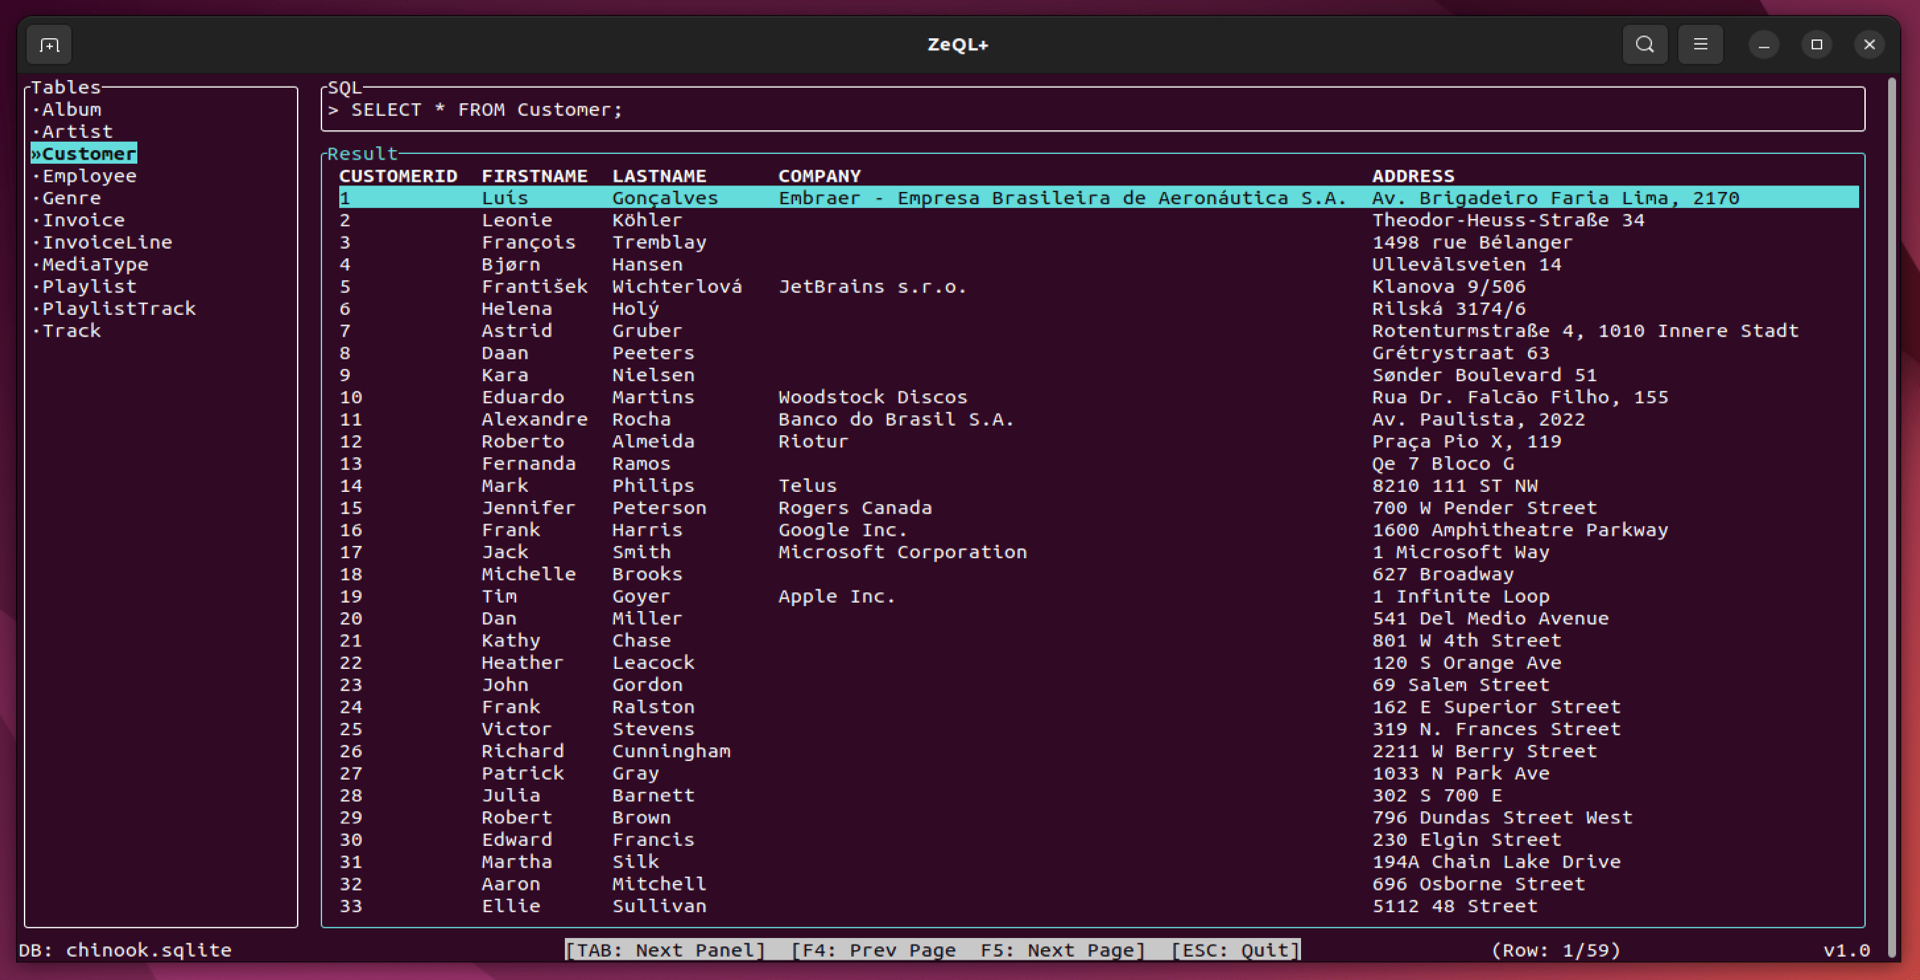 ZeQL+
Tables
·Album
·Artist
»Customer
·Employee
·Genre
·Invoice
·InvoiceLine
·MediaType
·Playlist
·PlaylistTrack
·Track
SQL
> SELECT * FROM Customer;
Result
CUSTOMERID FIRSTNAME LASTNAME COMPANY ADDRESS
1 Luís Gonçalves Embraer - Empresa Brasileira de Aeronáutica S.A. Av. Brigadeiro Faria Lima, 2170
2 Leonie Köhler Theodor-Heuss-Straße 34
3 François Tremblay 1498 rue Bélanger
4 Bjørn Hansen Ullevålsveien 14
5 František Wichterlová JetBrains s.r.o. Klanova 9/506
6 Helena Holý Rilská 3174/6
7 Astrid Gruber Rotenturmstraße 4, 1010 Innere Stadt
8 Daan Peeters Grétrystraat 63
9 Kara Nielsen Sønder Boulevard 51
10 Eduardo Martins Woodstock Discos Rua Dr. Falcão Filho, 155
11 Alexandre Rocha Banco do Brasil S.A. Av. Paulista, 2022
12 Roberto Almeida Riotur Praça Pio X, 119
13 Fernanda Ramos Qe 7 Bloco G
14 Mark Philips Telus 8210 111 ST NW
15 Jennifer Peterson Rogers Canada 700 W Pender Street
16 Frank Harris Google Inc. 1600 Amphitheatre Parkway
17 Jack Smith Microsoft Corporation 1 Microsoft Way
18 Michelle Brooks 627 Broadway
19 Tim Goyer Apple Inc. 1 Infinite Loop
20 Dan Miller 541 Del Medio Avenue
21 Kathy Chase 801 W 4th Street
22 Heather Leacock 120 S Orange Ave
23 John Gordon 69 Salem Street
24 Frank Ralston 162 E Superior Street
25 Victor Stevens 319 N. Frances Street
26 Richard Cunningham 2211 W Berry Street
27 Patrick Gray 1033 N Park Ave
28 Julia Barnett 302 S 700 E
29 Robert Brown 796 Dundas Street West
30 Edward Francis 230 Elgin Street
31 Martha Silk 194A Chain Lake Drive
32 Aaron Mitchell 696 Osborne Street
33 Ellie Sullivan 5112 48 Street
DB: chinook.sqlite [TAB: Next Panel] [F4: Prev Page F5: Next Page] [ESC: Quit] (Row: 1/59) v1.0